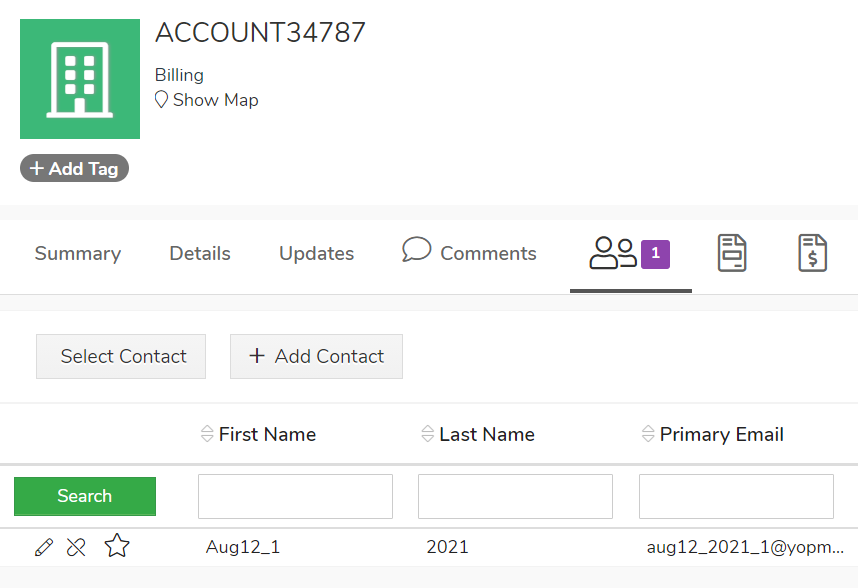 ACCOUNT34787
Billing
Show Map
+ Add Tag
Summary Details Updates Comments 1
Select Contact + Add Contact
First Name Last Name Primary Email
Search
Aug12_1 2021 aug12_2021_1@yopm...